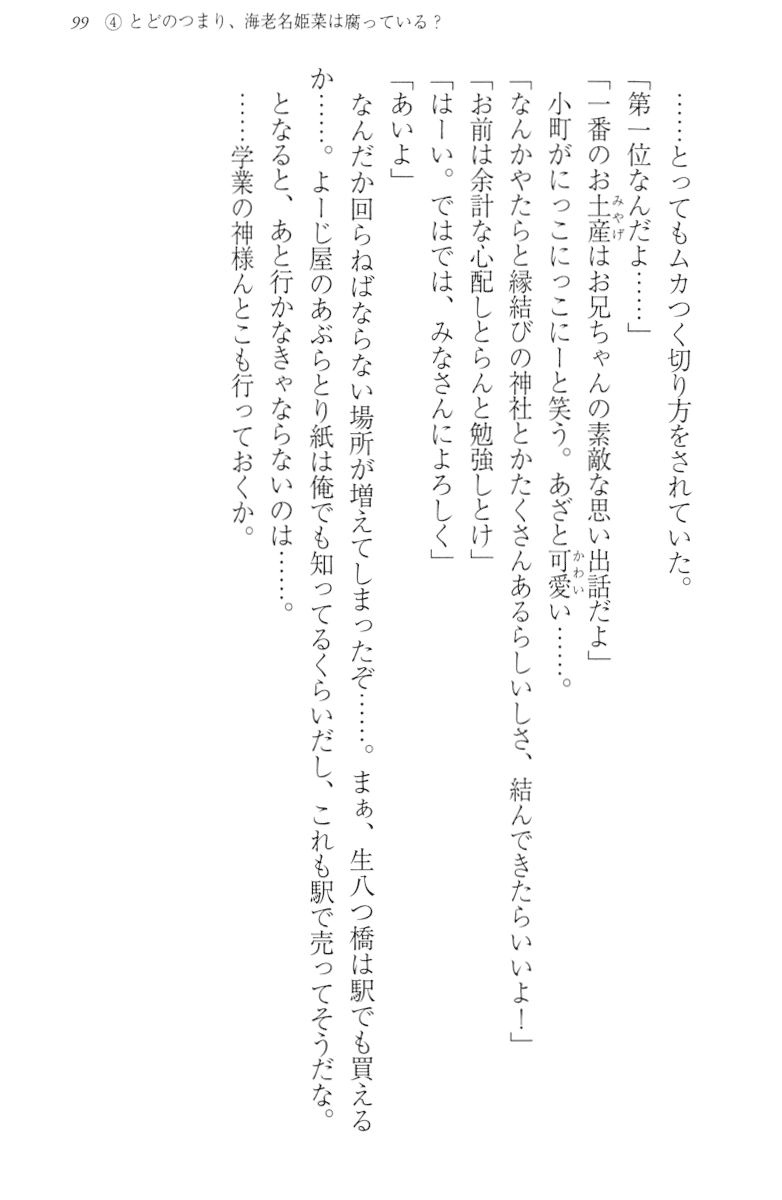 99 ④ とどのつまり、海老名姫菜は腐っている？
……とってもムカつく切り方をされていた。
「第一位なんだよ……」
「一番のお土産はお兄ちゃんの素敵な思い出話だよ」
小町がにっこにっこにーと笑う。あざと可愛い……。
「なんかやたらと縁結びの神社とかたくさんあるらしいしさ、結んできたらいいよ！」
「お前は余計な心配しとらんと勉強しとけ」
「はーい。ではでは、みなさんによろしく」
「あいよ」
なんだか回らねばならない場所が増えてしまったぞ……。まぁ、生八つ橋は駅でも買える
か……。よーじ屋のあぶらとり紙は俺でも知ってるくらいだし、これも駅で売ってそうだな。
となると、あと行かなきゃならないのは……。
……学業の神様んとこも行っておくか。